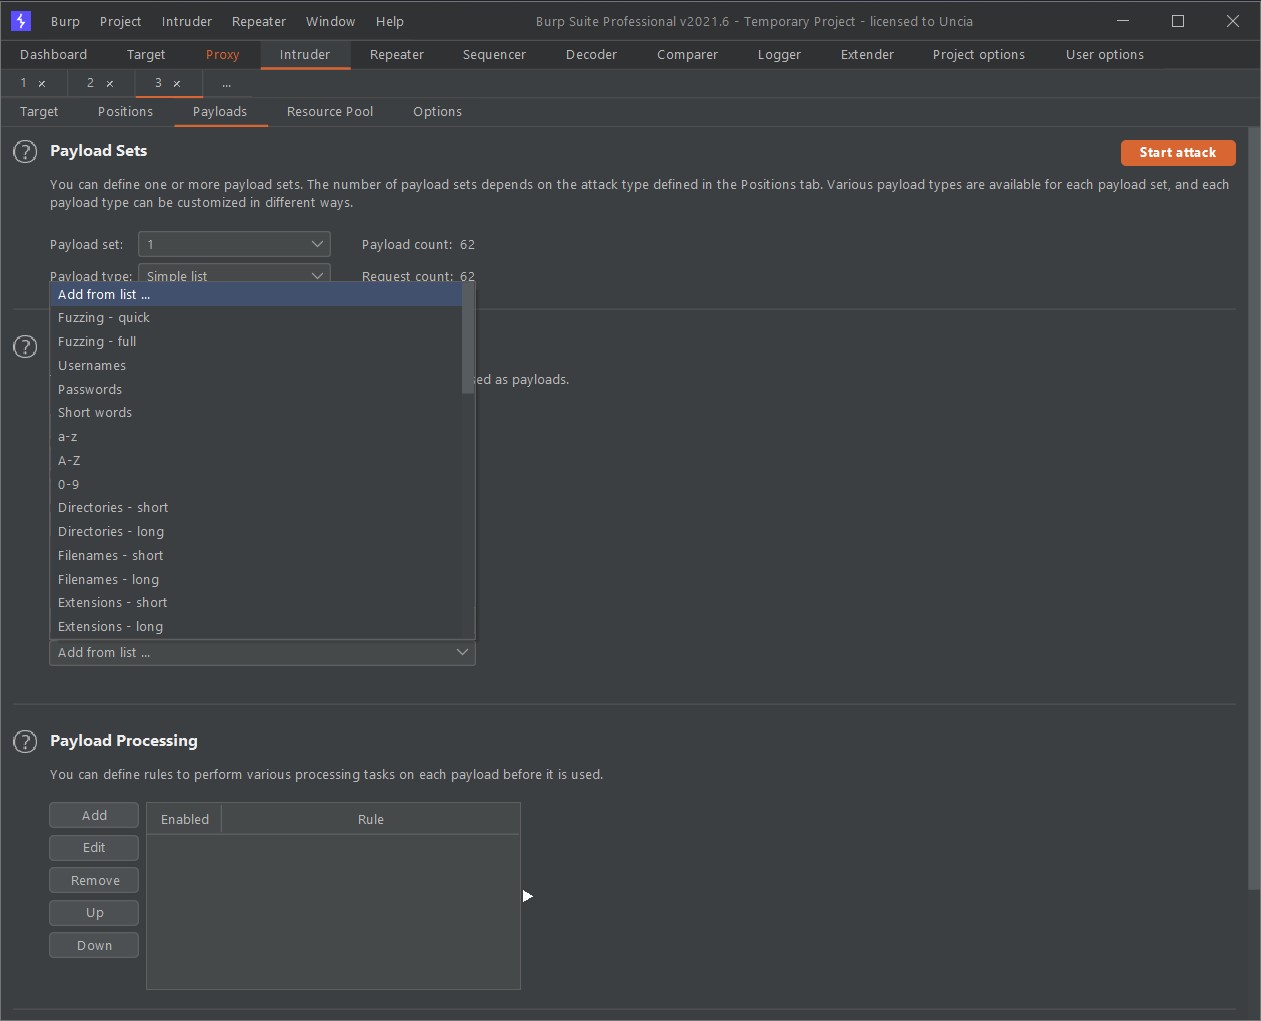 Burp Project Intruder Repeater Window Help Burp Suite Professional v2021.6 - Temporary Project - licensed to Uncia
Dashboard Target Proxy Intruder Repeater Sequencer Decoder Comparer Logger Extender Project options User options
1 × 2 × 3 × ...
Target Positions Payloads Resource Pool Options
? Payload Sets Start attack
You can define one or more payload sets. The number of payload sets depends on the attack type defined in the Positions tab. Various payload types are available for each payload set, and each
payload type can be customized in different ways.
Payload set: 1 Payload count: 62
Payload type: Simple list Request count: 62
Add from list ...
Fuzzing - quick
Fuzzing - full
?
Usernames
ed as payloads.
Passwords
Short words
a-z
A-Z
0-9
Directories - short
Directories - long
Filenames - short
Filenames - long
Extensions - short
Extensions - long
Add from list ...
? Payload Processing
You can define rules to perform various processing tasks on each payload before it is used.
Add Enabled Rule
Edit
Remove
Up
Down